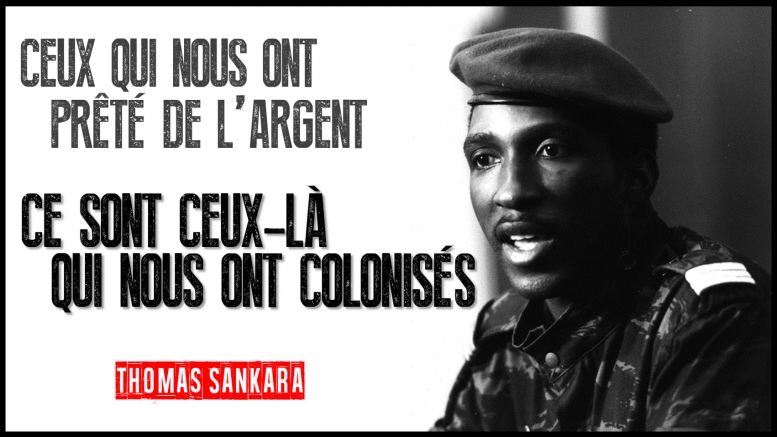 CEUX QUI NOUS ONT
PRÊTÉ DE L'ARGENT
CE SONT CEUX-LÀ
QUI NOUS ONT COLONISÉS
THOMAS SANKARA